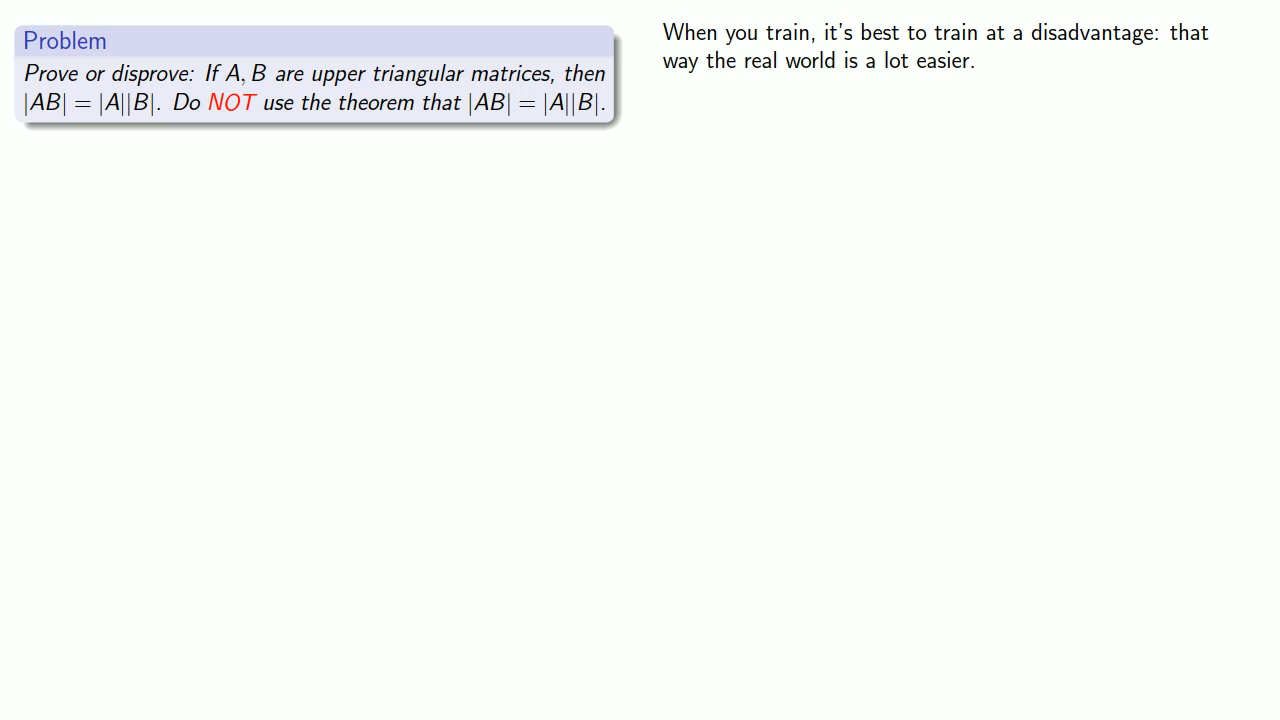 Problem
Prove or disprove: If A, B are upper triangular matrices, then
|AB| = |A||B|. Do NOT use the theorem that |AB| = |A||B|.
When you train, it's best to train at a disadvantage: that
way the real world is a lot easier.